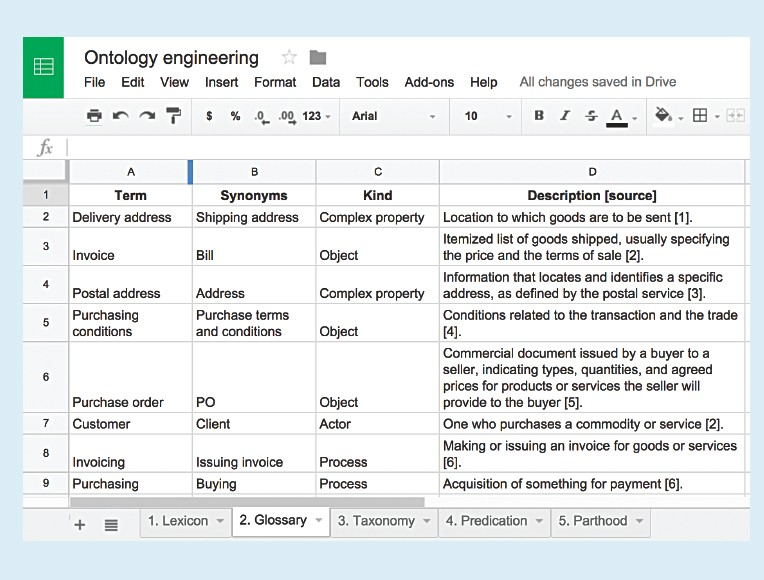 Ontology engineering
File Edit View Insert Format Data Tools Add-ons Help All changes saved in Drive
$ % .0 .00 123 Arial 10 B I S A
fx
A B C D
1 Term Synonyms Kind Description [source]
2 Delivery address Shipping address Complex property Location to which goods are to be sent [1].
Itemized list of goods shipped, usually specifying
3 Invoice Bill Object the price and the terms of sale [2].
Information that locates and identifies a specific
4 Postal address Address Complex property address, as defined by the postal service [3].
Purchasing Purchase terms Conditions related to the transaction and the trade
5 conditions and conditions Object [4].
Commercial document issued by a buyer to a
seller, indicating types, quantities, and agreed
6 prices for products or services the seller will
Purchase order PO Object provide to the buyer [5].
7 Customer Client Actor One who purchases a commodity or service [2].
Making or issuing an invoice for goods or services
8 Invoicing Issuing invoice Process [6].
9 Purchasing Buying Process Acquisition of something for payment [6].
+ 1. Lexicon 2. Glossary 3. Taxonomy 4. Predication 5. Parthood